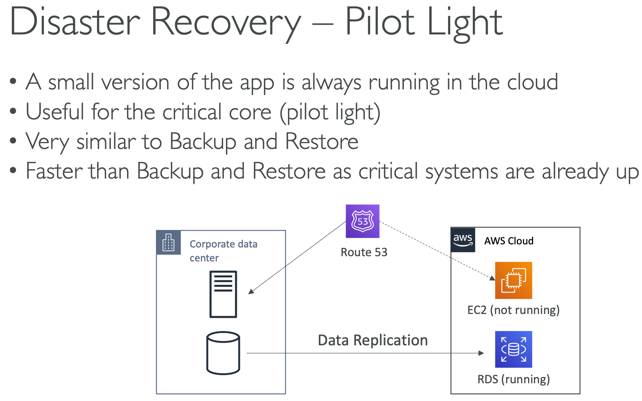 Disaster Recovery – Pilot Light
• A small version of the app is always running in the cloud
• Useful for the critical core (pilot light)
• Very similar to Backup and Restore
• Faster than Backup and Restore as critical systems are already up
53
Route 53
Corporate data
center
aws
AWS Cloud
EC2 (not running)
Data Replication
RDS (running)